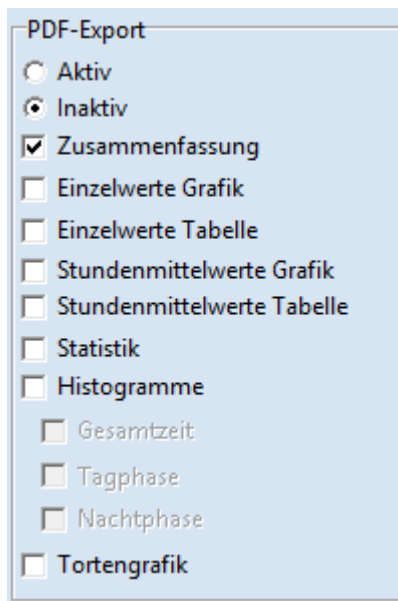 PDF-Export
Aktiv
Inaktiv
Zusammenfassung
Einzelwerte Grafik
Einzelwerte Tabelle
Stundenmittelwerte Grafik
Stundenmittelwerte Tabelle
Statistik
Histogramme
Gesamtzeit
Tagphase
Nachtphase
Tortengrafik